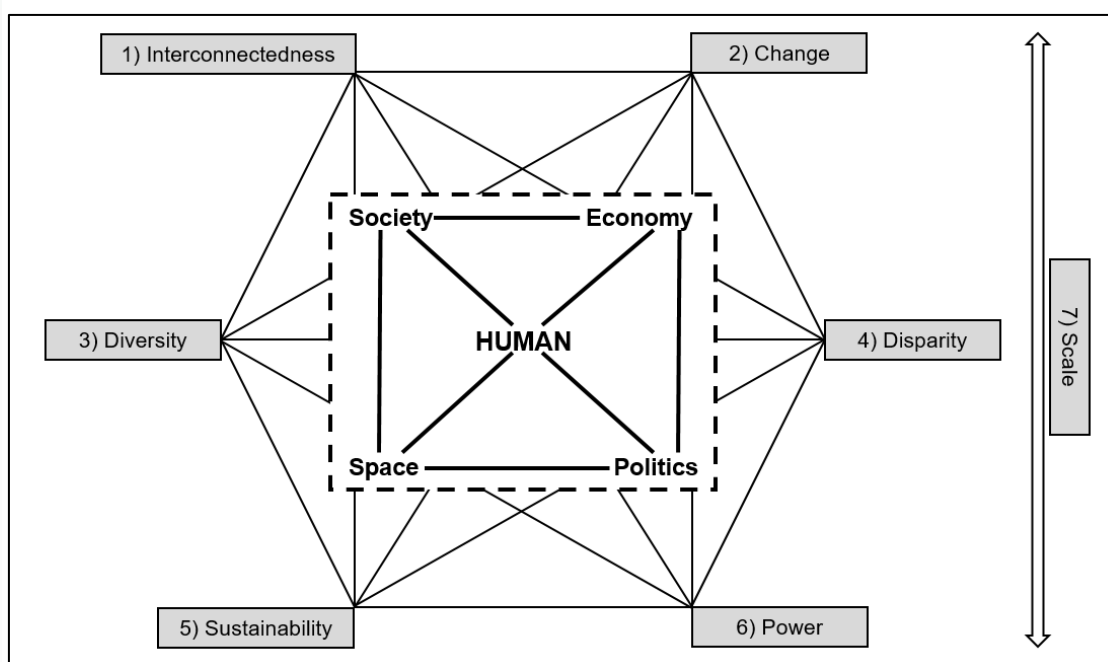 1) Interconnectedness
2) Change
Society
Economy
3) Diversity
HUMAN
4) Disparity
7) Scale
Space
Politics
5) Sustainability
6) Power